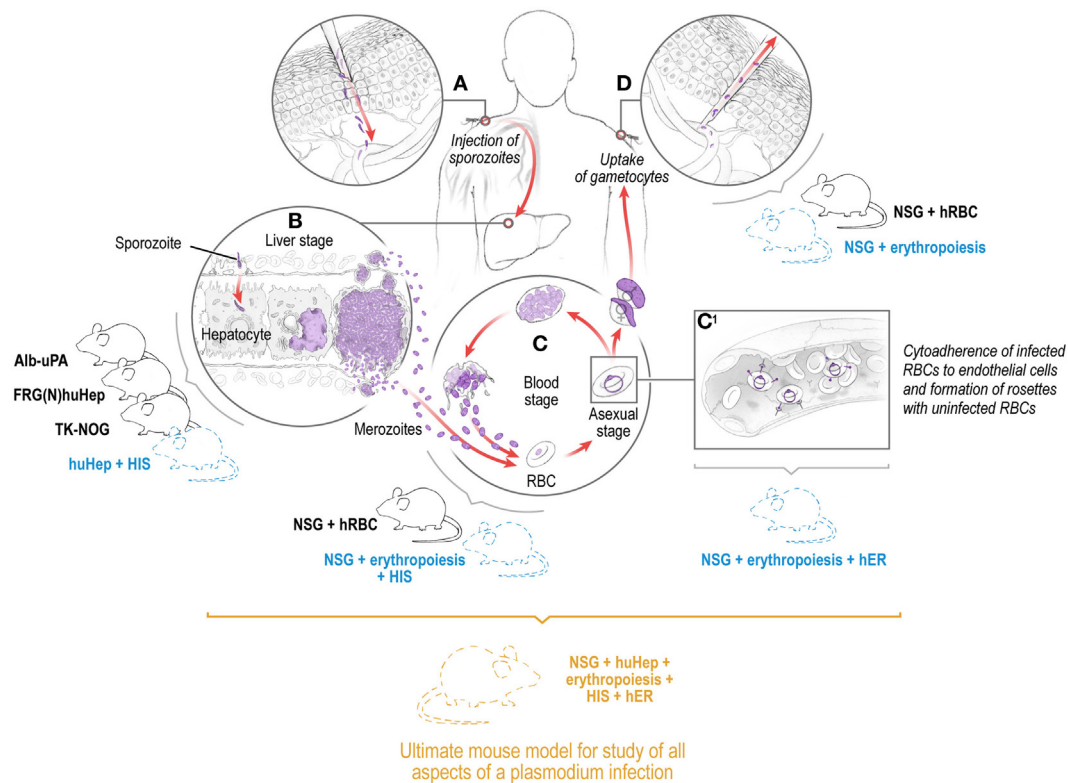 A
D
Injection of
sporozoites
Uptake
of gametocytes
NSG + hRBC
NSG + erythropoiesis
B
Liver stage
Sporozoite
Hepatocyte
Alb-uPA
FRG(N)huHep
TK-NOG
huHep + HIS
Merozoites
C
Blood
stage
Asexual
stage
RBC
C1
Cytoadherence of infected
RBCs to endothelial cells
and formation of rosettes
with uninfected RBCs
NSG + hRBC
NSG + erythropoiesis
+ HIS
NSG + erythropoiesis + hER
NSG + huHep +
erythropoiesis +
HIS + hER
Ultimate mouse model for study of all
aspects of a plasmodium infection